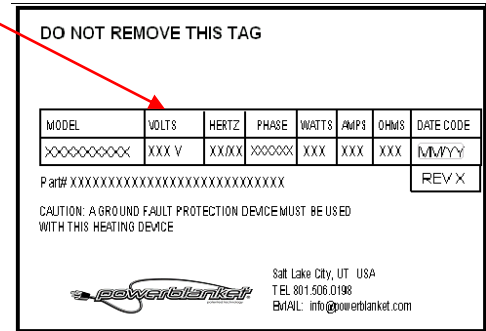 DO NOT REMOVE THIS TAG
MODEL VOLTS HERTZ PHASE WATTS AMPS OHMS DATE CODE
XXXXXXXXXX XXX V XX/XX XXXXXX XXX XXX XXX MM/YY
Part# XXXXXXXXXXXXXXXXXXXXXXXXXXX REV X
CAUTION: A GROUND FAULT PROTECTION DEVICE MUST BE USED
WITH THIS HEATING DEVICE
powerblanket
Salt Lake City, UT USA
TEL 801.506.0198
EMAIL: info@powerblanket.com